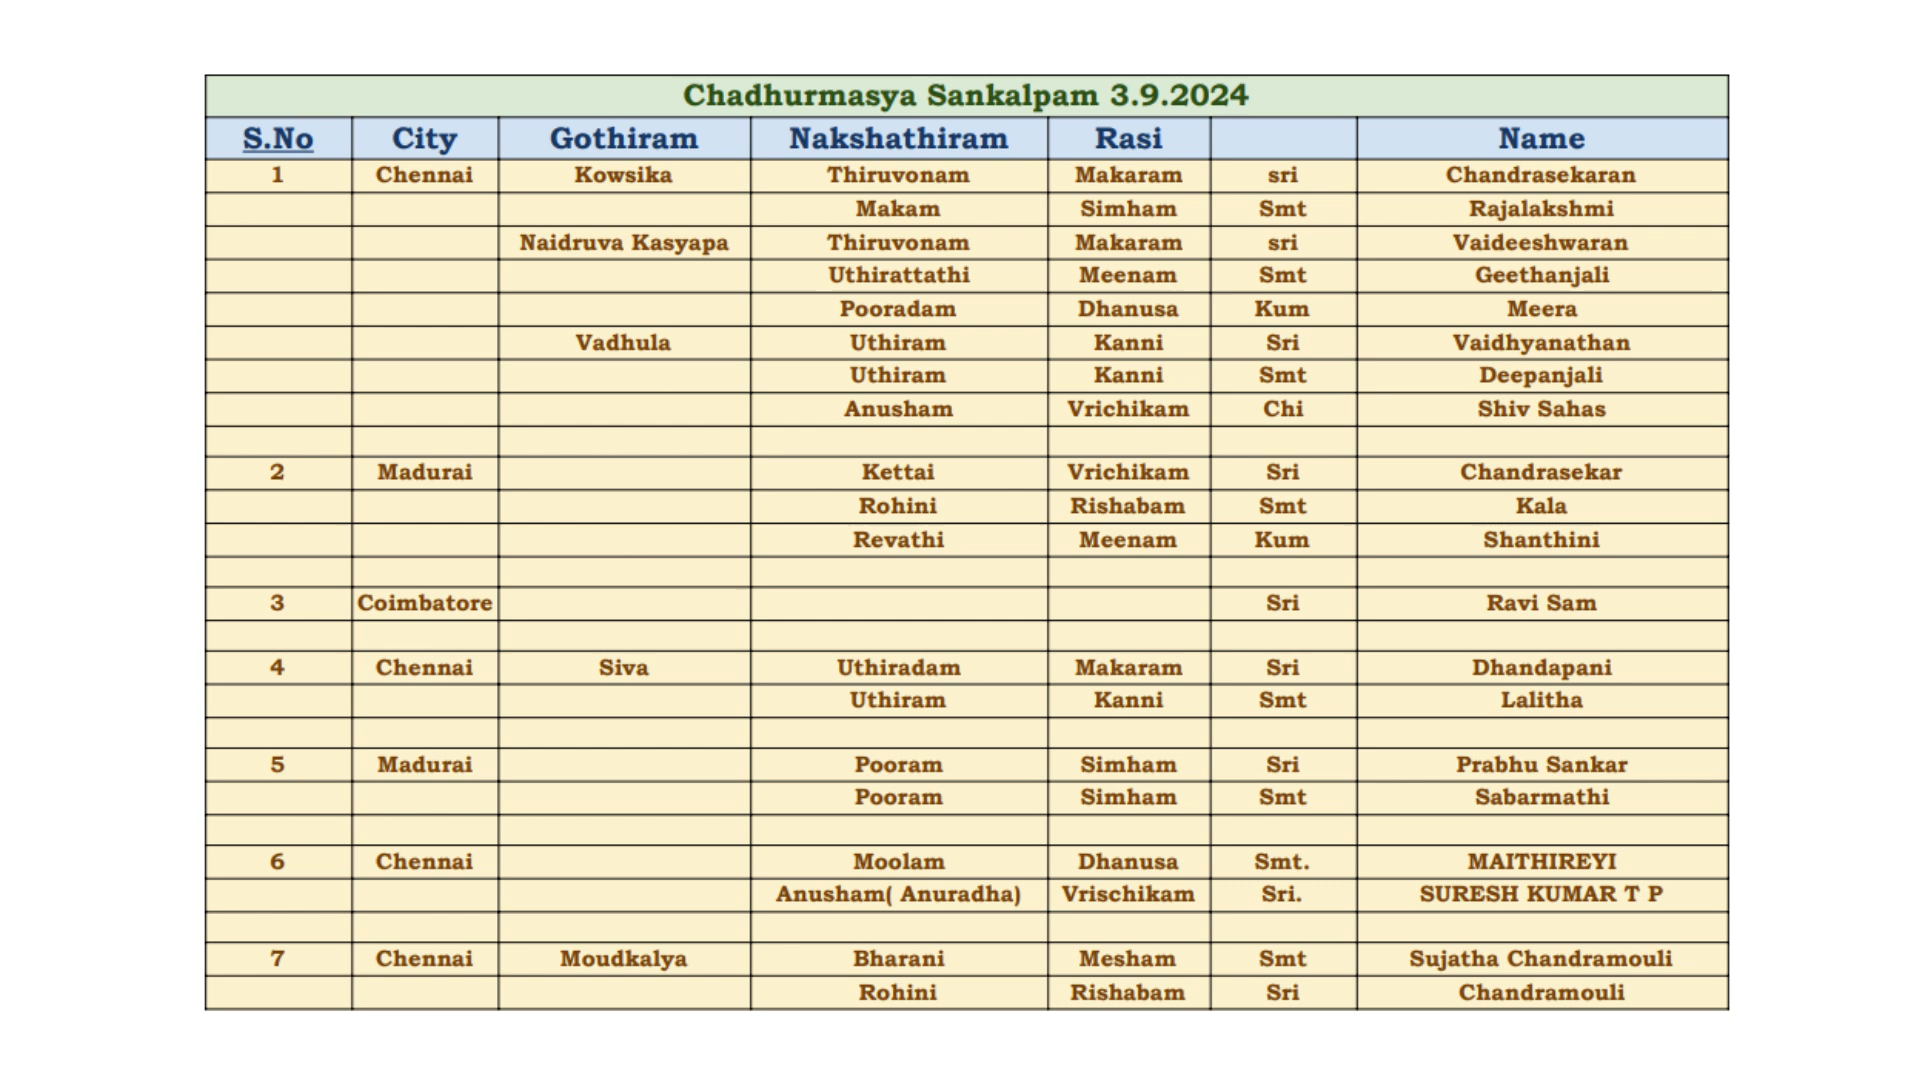 Chadhurmasya Sankalpam 3.9.2024
S.No City Gothiram Nakshathiram Rasi Name
1 Chennai Kowsika Thiruvonam Makaram sri Chandrasekaran
Makam Simham Smt Rajalakshmi
Naidruva Kasyapa Thiruvonam Makaram sri Vaideeshwaran
Uthirattathi Meenam Smt Geethanjali
Pooradam Dhanusa Kum Meera
Vadhula Uthiram Kanni Sri Vaidhyanathan
Uthiram Kanni Smt Deepanjali
Anusham Vrichikam Chi Shiv Sahas
2 Madurai Kettai Vrichikam Sri Chandrasekar
Rohini Rishabam Smt Kala
Revathi Meenam Kum Shanthini
3 Coimbatore Sri Ravi Sam
4 Chennai Siva Uthiradam Makaram Sri Dhandapani
Uthiram Kanni Smt Lalitha
5 Madurai Pooram Simham Sri Prabhu Sankar
Pooram Simham Smt Sabarmathi
6 Chennai Moolam Dhanusa Smt. MAITHIREYI
Anusham( Anuradha) Vrischikam Sri. SURESH KUMAR T P
7 Chennai Moudkalya Bharani Mesham Smt Sujatha Chandramouli
Rohini Rishabam Sri Chandramouli